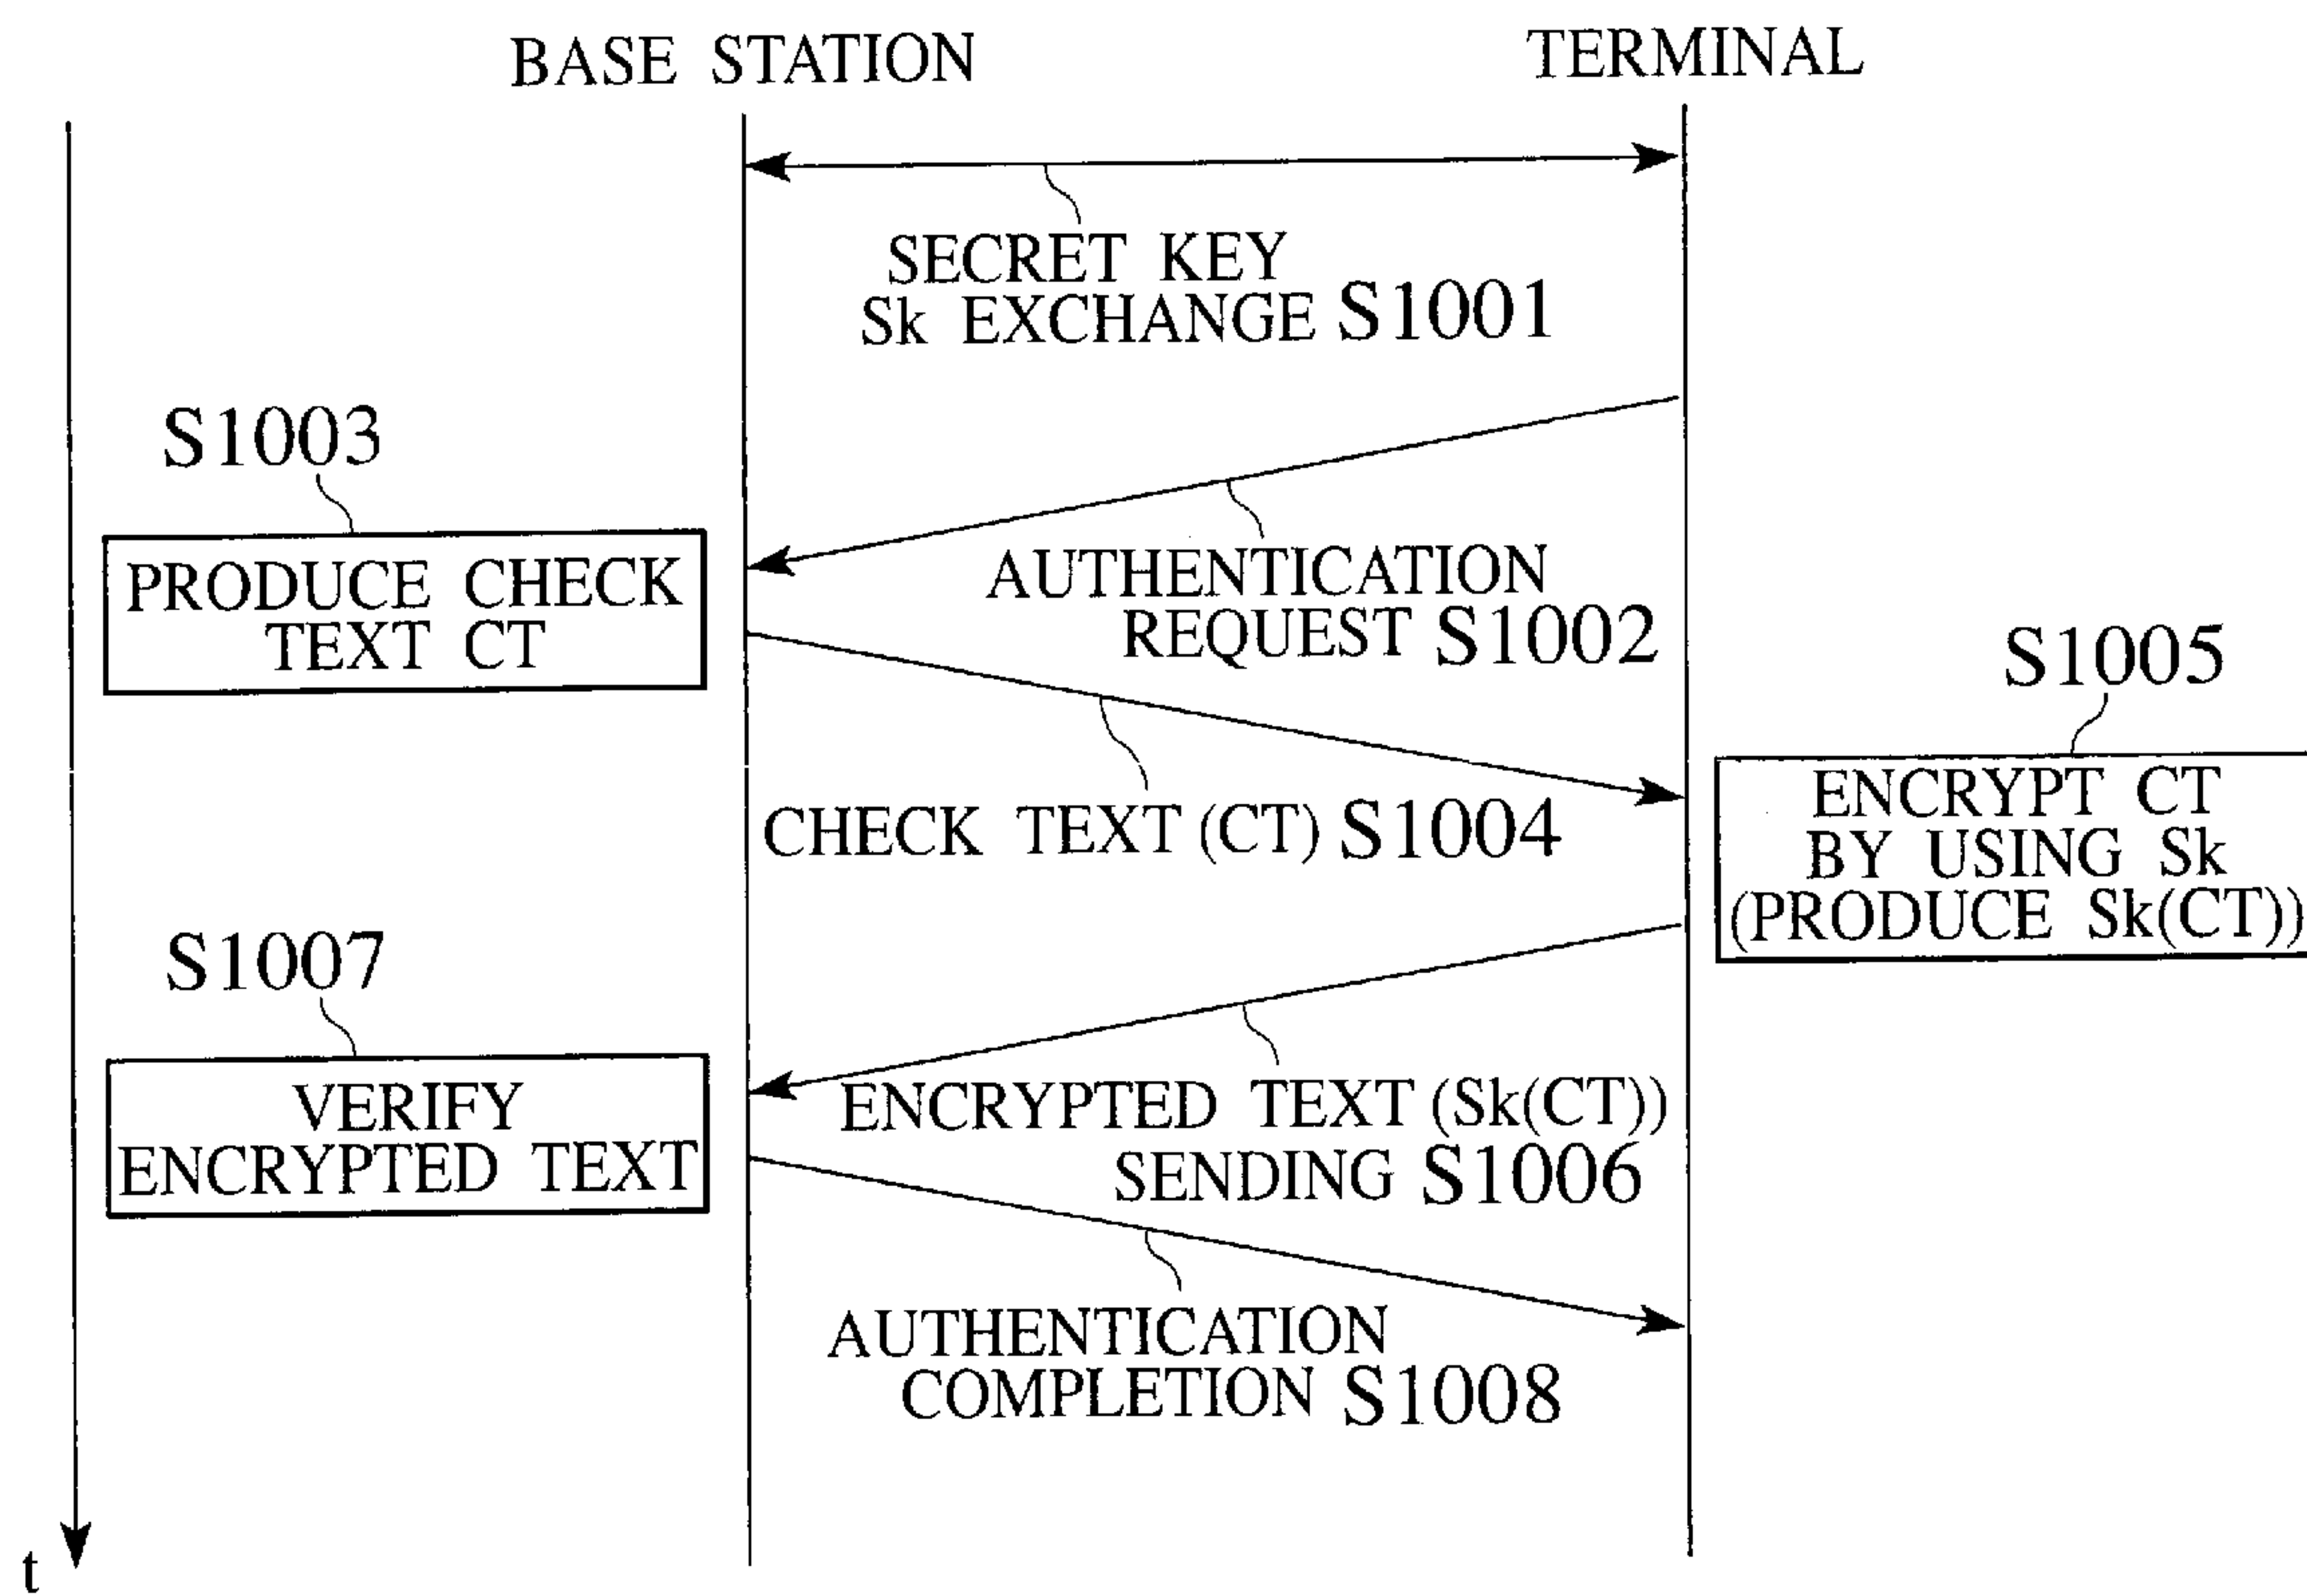 BASE STATION
TERMINAL
SECRET KEY
Sk EXCHANGE S1001
S1003
PRODUCE CHECK
TEXT CT
AUTHENTICATION
REQUEST S1002
S1005
CHECK TEXT (CT) S1004
ENCRYPT CT
BY USING Sk
(PRODUCE Sk(CT))
S1007
VERIFY
ENCRYPTED TEXT
ENCRYPTED TEXT (Sk(CT))
SENDING S1006
AUTHENTICATION
COMPLETION S1008
t